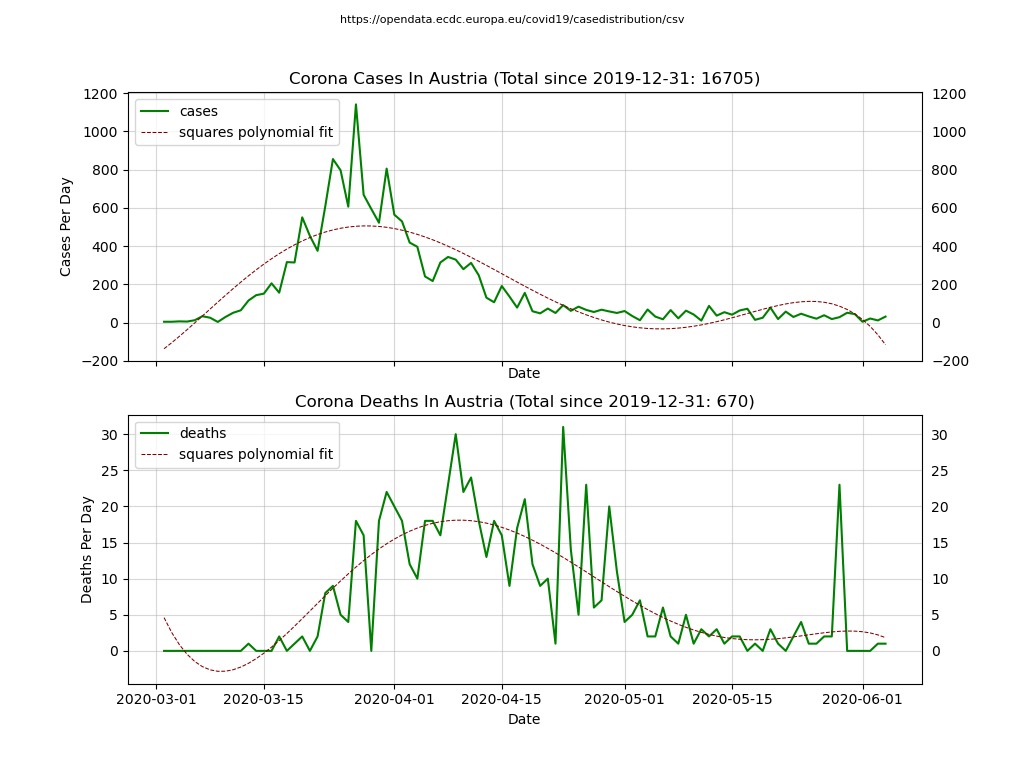 https://opendata.ecdc.europa.eu/covid19/casedistribution/csv
Corona Cases In Austria (Total since 2019-12-31: 16705)
cases
squares polynomial fit
Cases Per Day
1200 1200
1000 1000
800 800
600 600
400 400
200 200
0 0
−200 −200
Date
Corona Deaths In Austria (Total since 2019-12-31: 670)
deaths
squares polynomial fit
Deaths Per Day
30 30
25 25
20 20
15 15
10 10
5 5
0 0
2020-03-01 2020-03-15 2020-04-01 2020-04-15 2020-05-01 2020-05-15 2020-06-01
Date